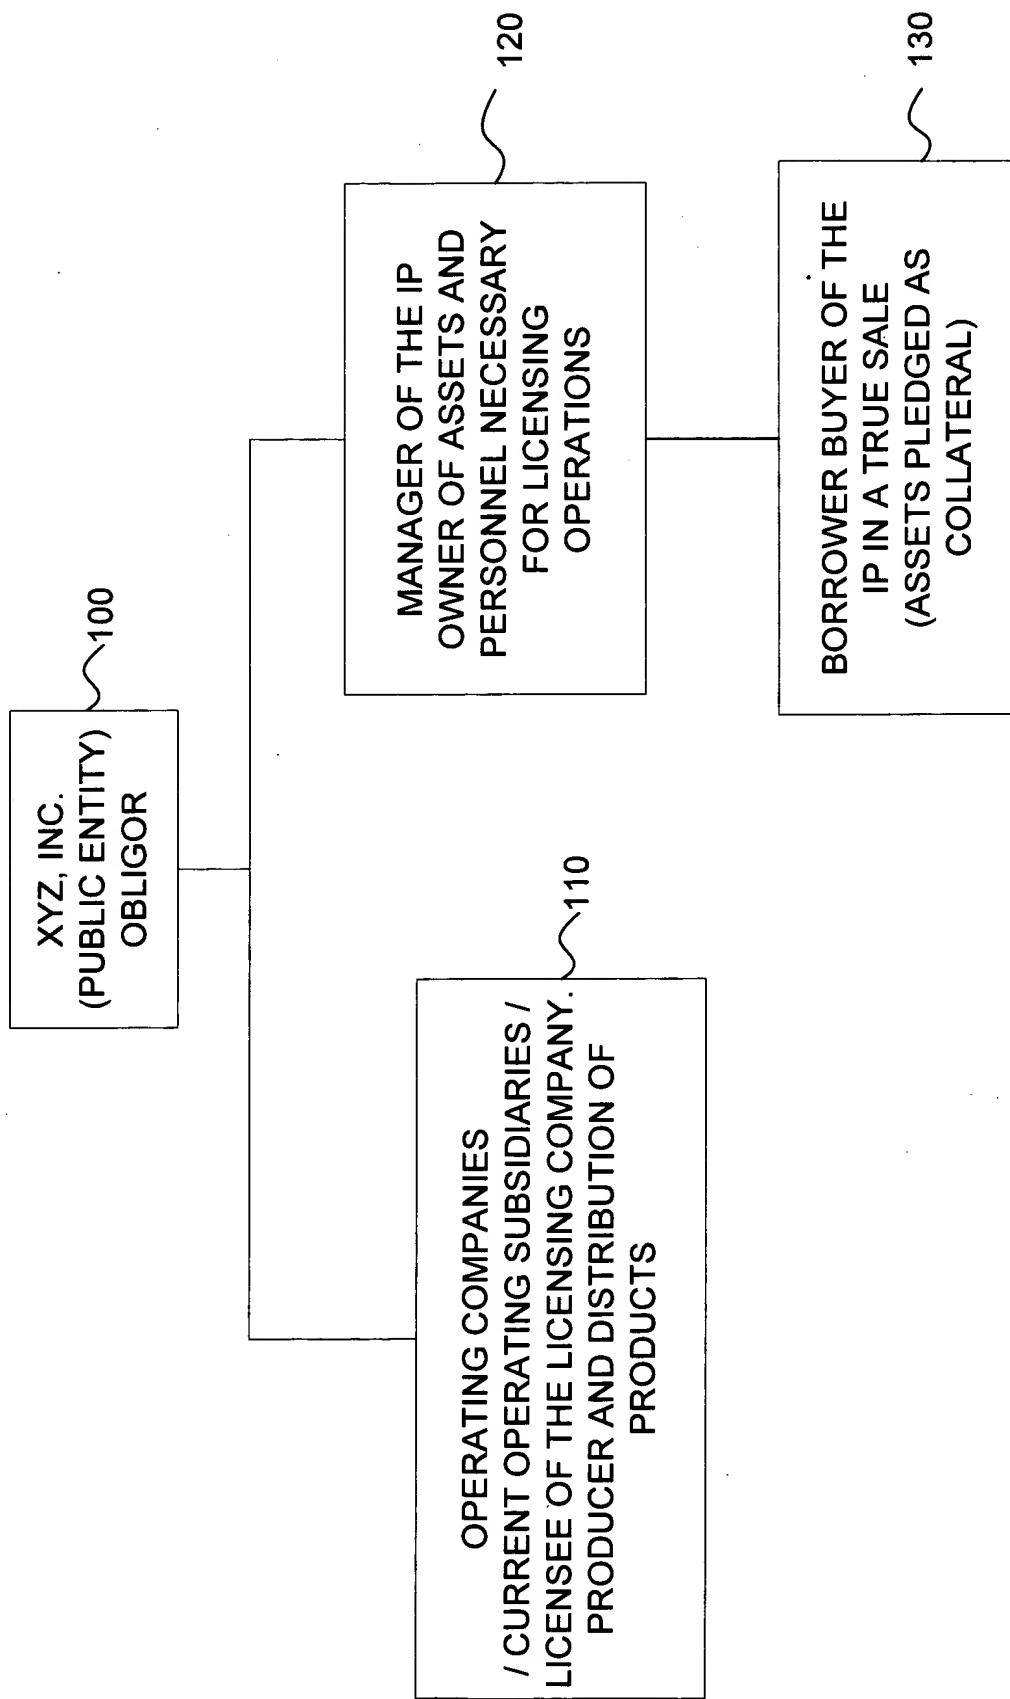 XYZ, INC.
(PUBLIC ENTITY)
OBLIGOR
100
OPERATING COMPANIES
/ CURRENT OPERATING SUBSIDIARIES /
LICENSEE OF THE LICENSING COMPANY.
PRODUCER AND DISTRIBUTION OF
PRODUCTS
110
MANAGER OF THE IP
OWNER OF ASSETS AND
PERSONNEL NECESSARY
FOR LICENSING
OPERATIONS
120
BORROWER BUYER OF THE
IP IN A TRUE SALE
(ASSETS PLEDGED AS
COLLATERAL)
130